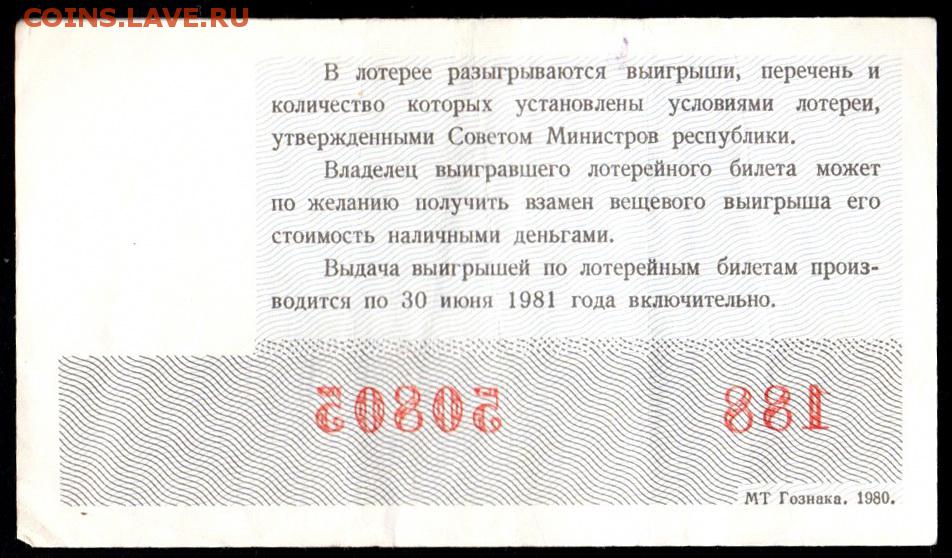 COINS.LAVE.RU
В лотерее разыгрываются выигрыши, перечень и
количество которых установлены условиями лотереи,
утвержденными Советом Министров республики.
Владелец выигравшего лотерейного билета может
по желанию получить взамен вещевого выигрыша его
стоимость наличными деньгами.
Выдача выигрышей по лотерейным билетам произ-
водится по 30 июня 1981 года включительно.
50805 188
МТ Гознака. 1980.